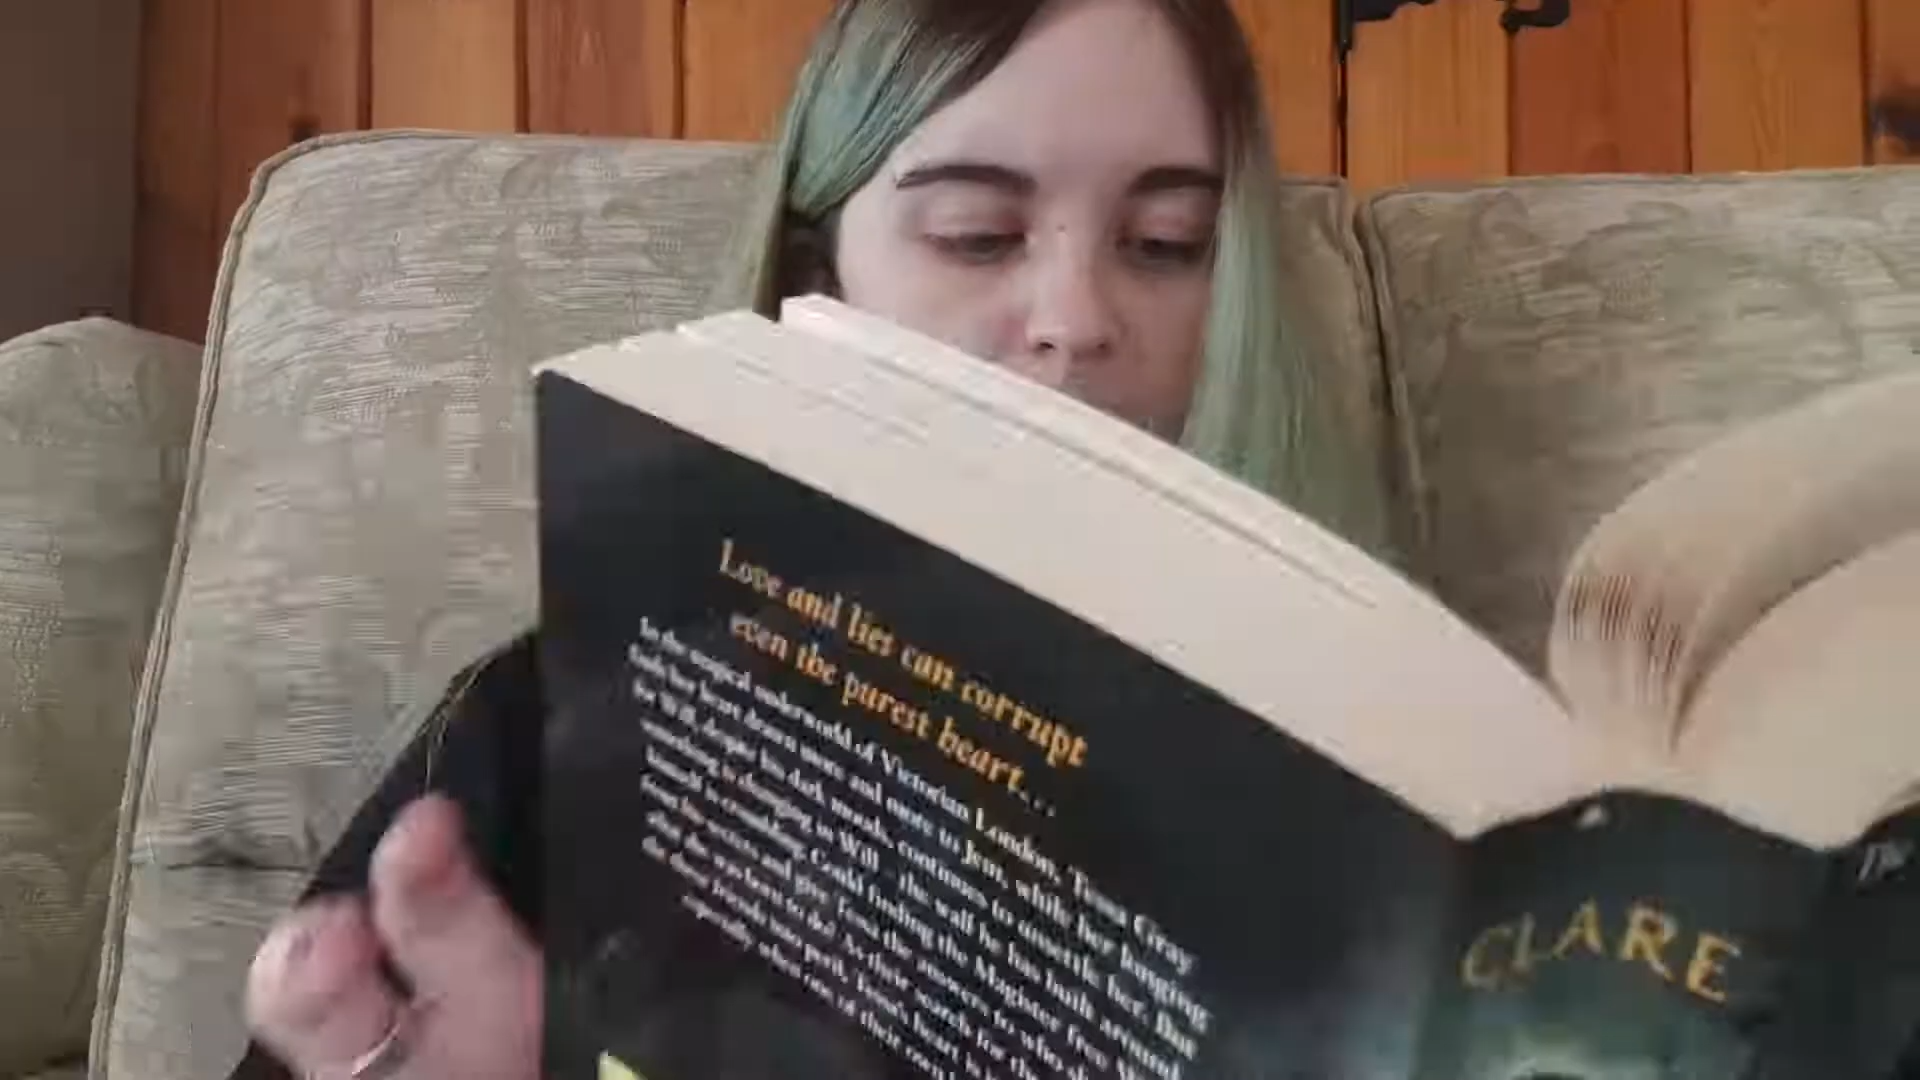 Love and lies can corrupt
even the purest heart...
In the magical underworld of Victorian London, Tessa Gray
finds her heart drawn more and more to Jem, while her longing
for Will, despite his dark moods, continues to unsettle her. But
something is changing in Will – the wall he has built around
himself is crumbling. Could finding the Magister free Will
from his secrets and give Tessa the answers to who she
and what she was born to do? As their search for the
the three friends into peril, Tessa's heart is
especially when one of their own
CLARE